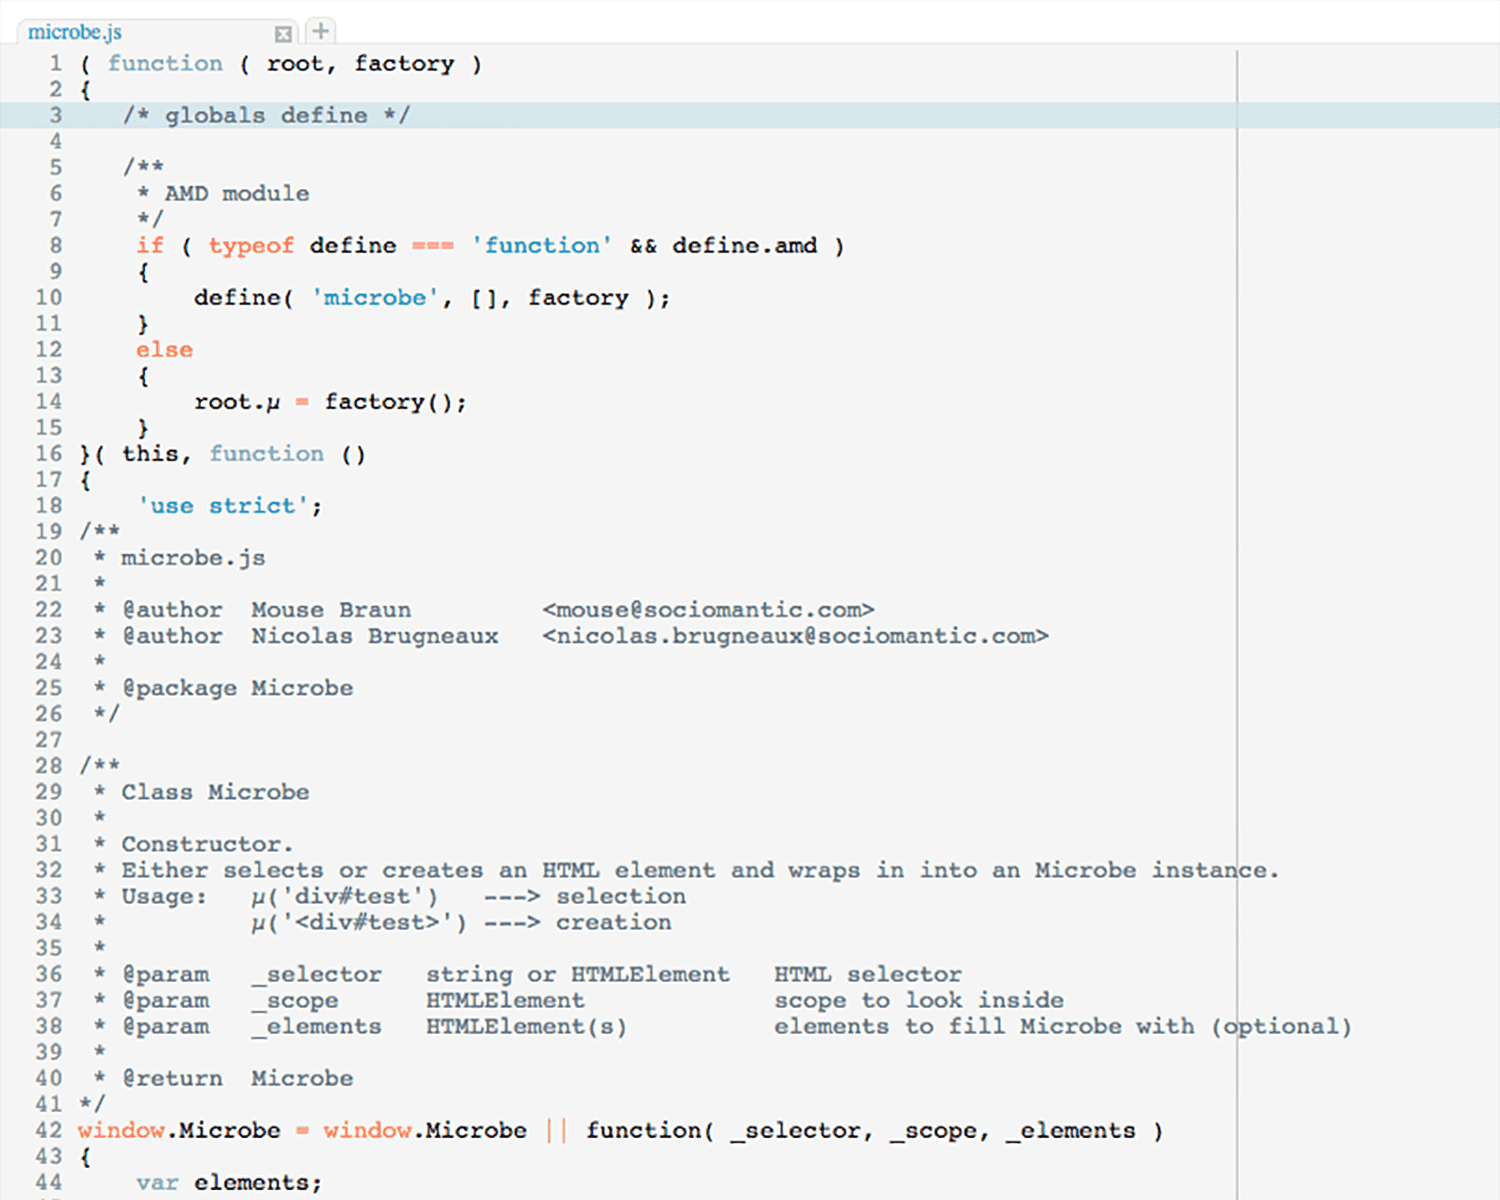 microbe.js
1 ( function ( root, factory )
2 {
3    /* globals define */
4
5    /**
6     * AMD module
7     */
8     if ( typeof define === 'function' && define.amd )
9     {
10         define( 'microbe', [], factory );
11     }
12     else
13     {
14         root.µ = factory();
15     }
16 }( this, function ()
17 {
18     'use strict';
19 /**
20  * microbe.js
21  *
22  * @author  Mouse Braun         <mouse@sociomantic.com>
23  * @author  Nicolas Brugneaux   <nicolas.brugneaux@sociomantic.com>
24  *
25  * @package Microbe
26  */
27
28 /**
29  * Class Microbe
30  *
31  * Constructor.
32  * Either selects or creates an HTML element and wraps in into an Microbe instance.
33  * Usage:   µ('div#test')   ---> selection
34  *          µ('<div#test>') ---> creation
35  *
36  * @param   _selector   string or HTMLElement   HTML selector
37  * @param   _scope      HTMLElement             scope to look inside
38  * @param   _elements   HTMLElement(s)          elements to fill Microbe with (optional)
39  *
40  * @return  Microbe
41 */
42 window.Microbe = window.Microbe || function( _selector, _scope, _elements )
43 {
44     var elements;